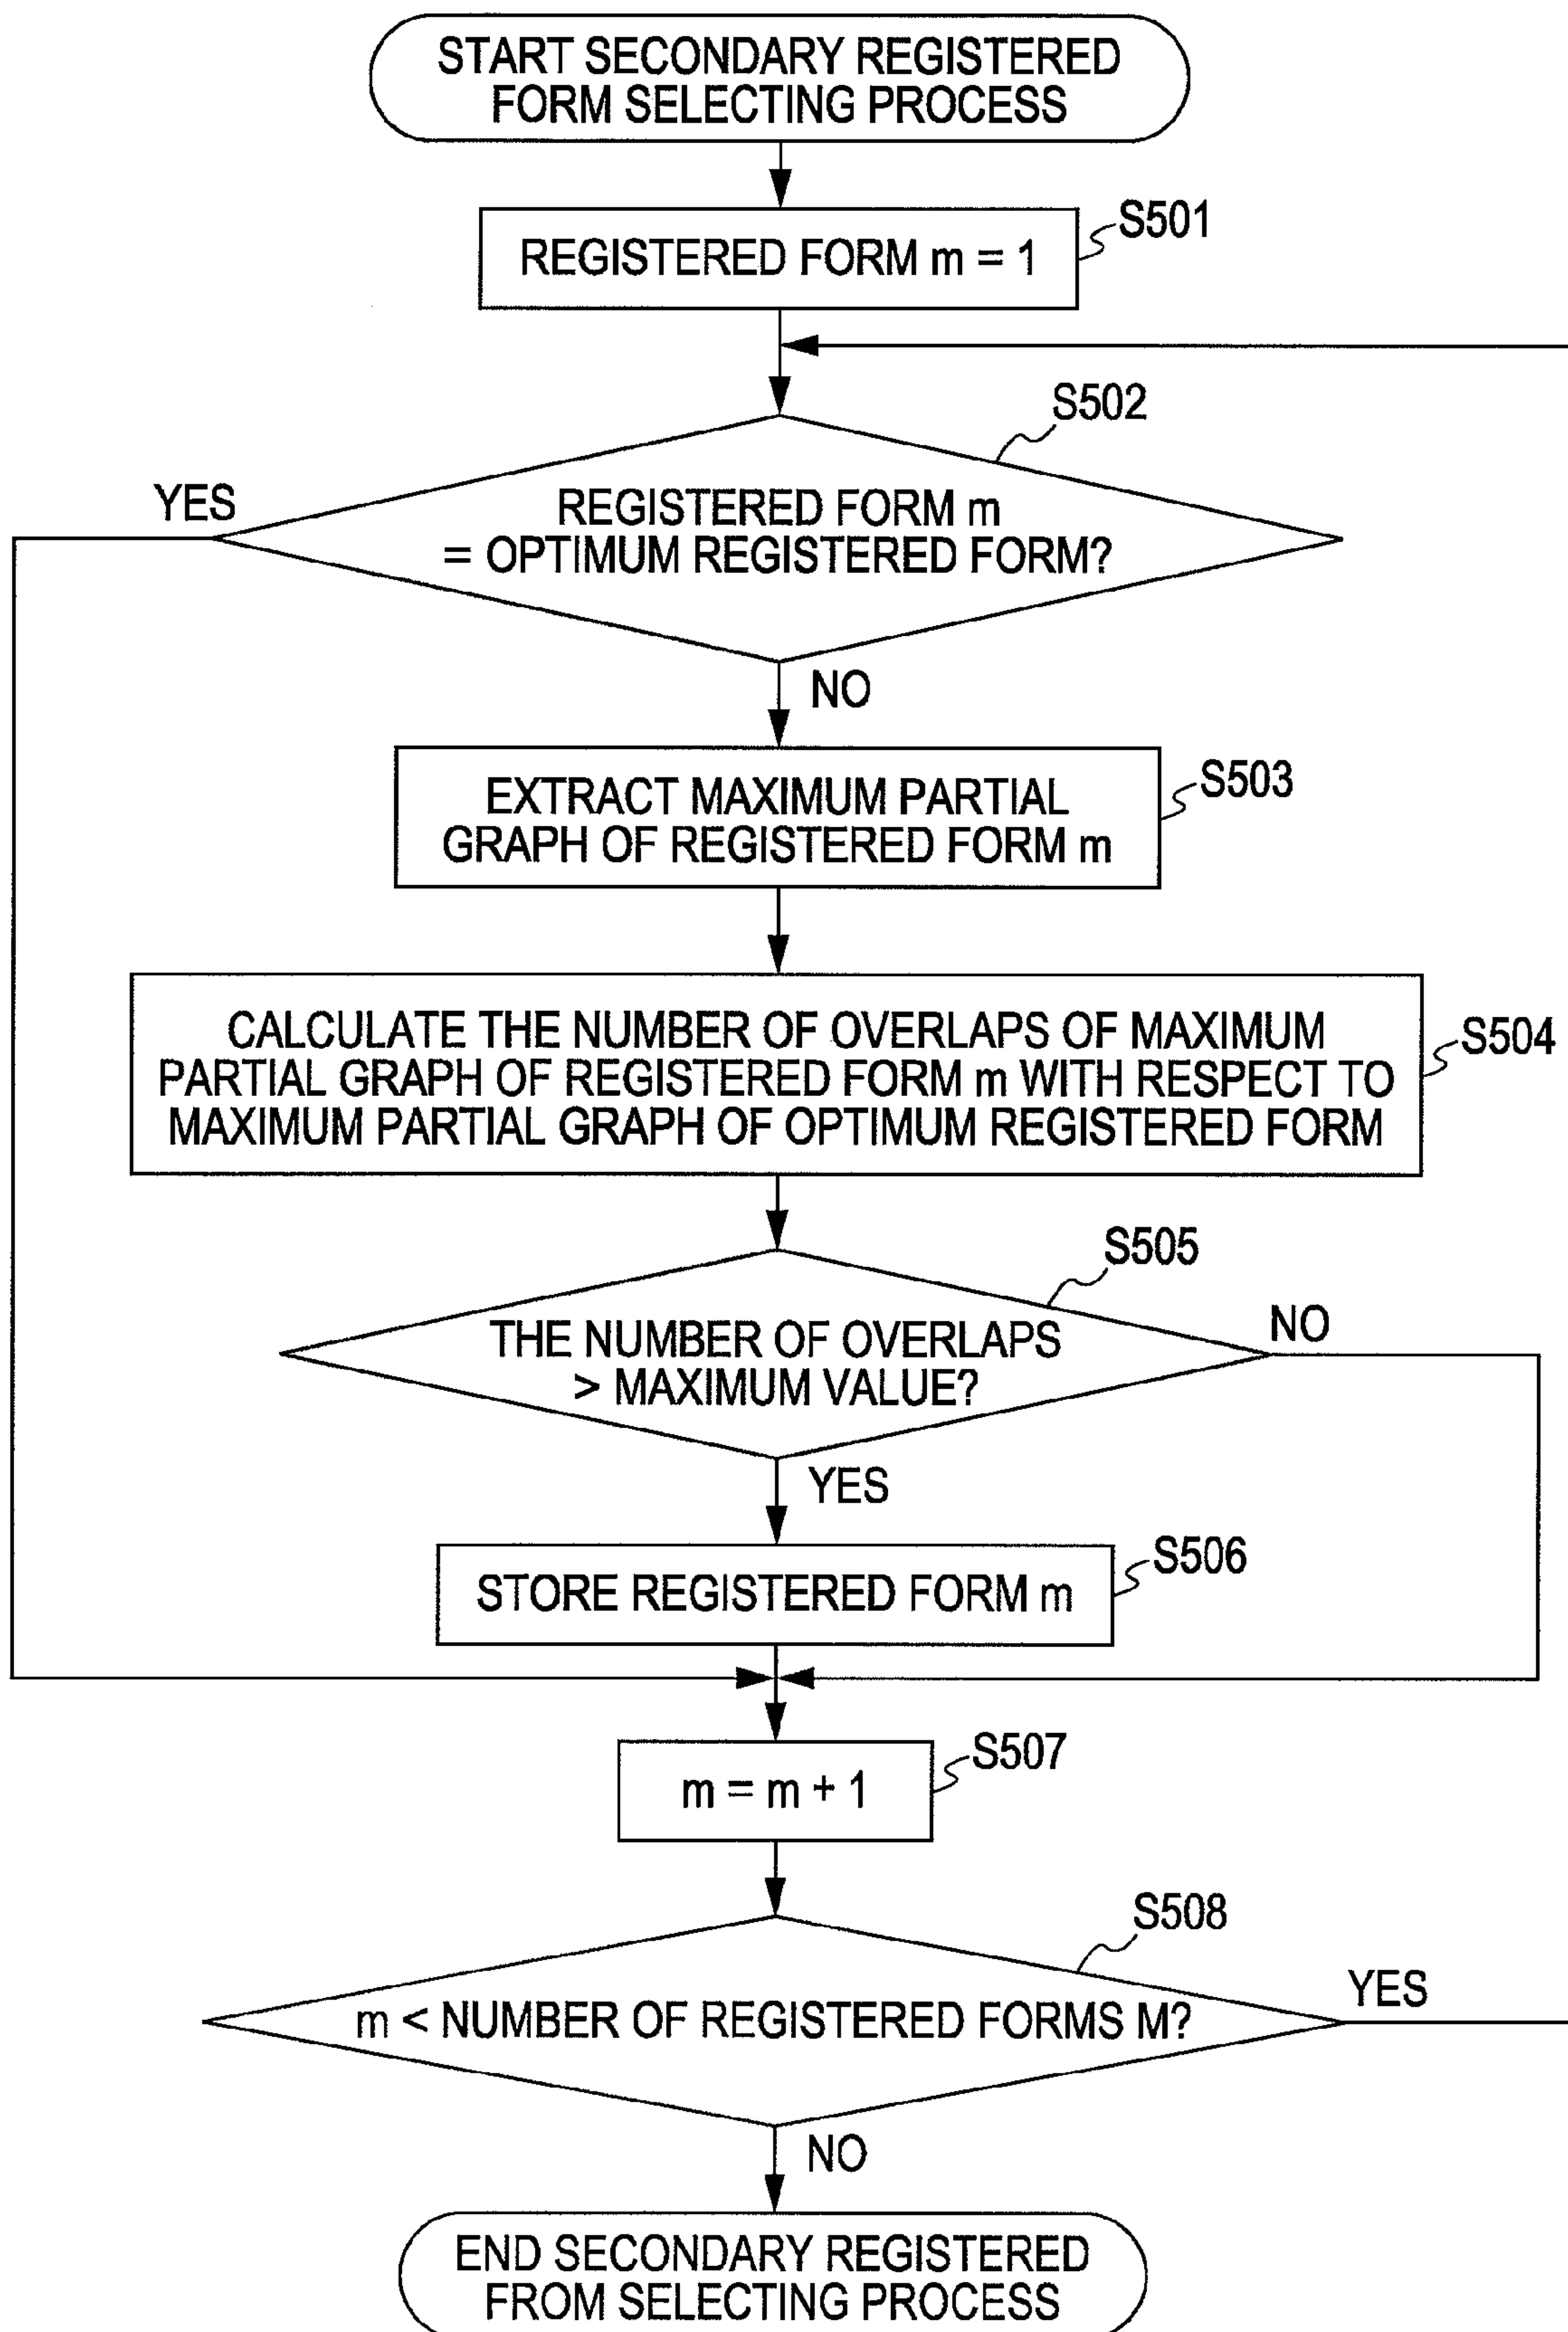 START SECONDARY REGISTERED
FORM SELECTING PROCESS
S501
REGISTERED FORM m = 1
S502
YES
REGISTERED FORM m
= OPTIMUM REGISTERED FORM?
NO
S503
EXTRACT MAXIMUM PARTIAL
GRAPH OF REGISTERED FORM m
S504
CALCULATE THE NUMBER OF OVERLAPS OF MAXIMUM
PARTIAL GRAPH OF REGISTERED FORM m WITH RESPECT TO
MAXIMUM PARTIAL GRAPH OF OPTIMUM REGISTERED FORM
S505
THE NUMBER OF OVERLAPS
> MAXIMUM VALUE?
NO
YES
S506
STORE REGISTERED FORM m
S507
m = m + 1
S508
m < NUMBER OF REGISTERED FORMS M?
YES
NO
END SECONDARY REGISTERED
FROM SELECTING PROCESS